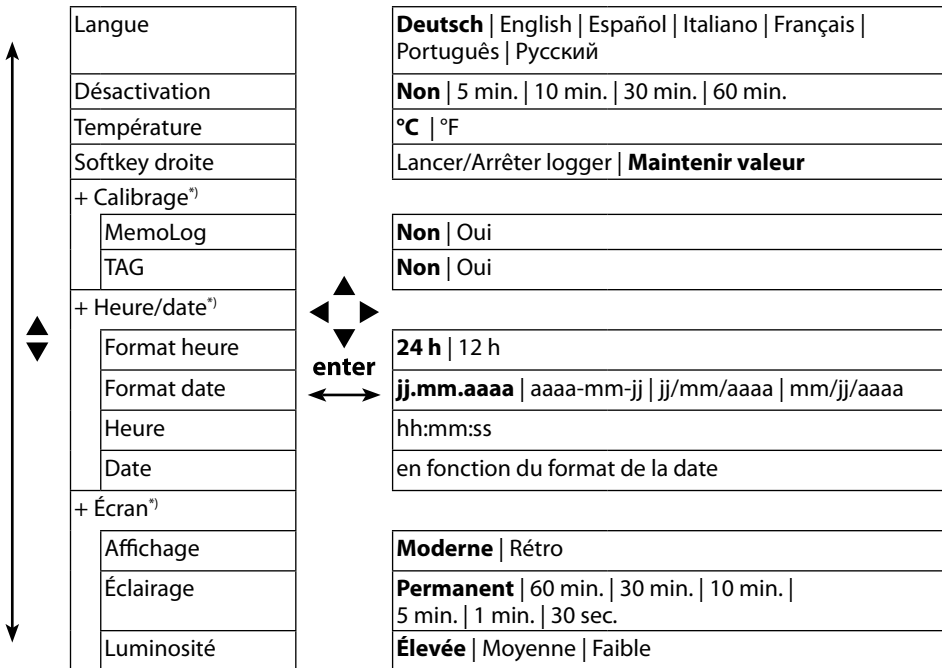 Langue
Deutsch | English | Español | Italiano | Français |
Português | Русский
Désactivation
Non | 5 min. | 10 min. | 30 min. | 60 min.
Température
°C | °F
Softkey droite
Lancer/Arrêter logger | Maintenir valeur
+ Calibrage*)
MemoLog
Non | Oui
TAG
Non | Oui
+ Heure/date*)
Format heure
24 h | 12 h
enter
Format date
jj.mm.aaaa | aaaa-mm-jj | jj/mm/aaaa | mm/jj/aaaa
Heure
hh:mm:ss
Date
en fonction du format de la date
+ Écran*)
Affichage
Moderne | Rétro
Éclairage
Permanent | 60 min. | 30 min. | 10 min. |
5 min. | 1 min. | 30 sec.
Luminosité
Élevée | Moyenne | Faible